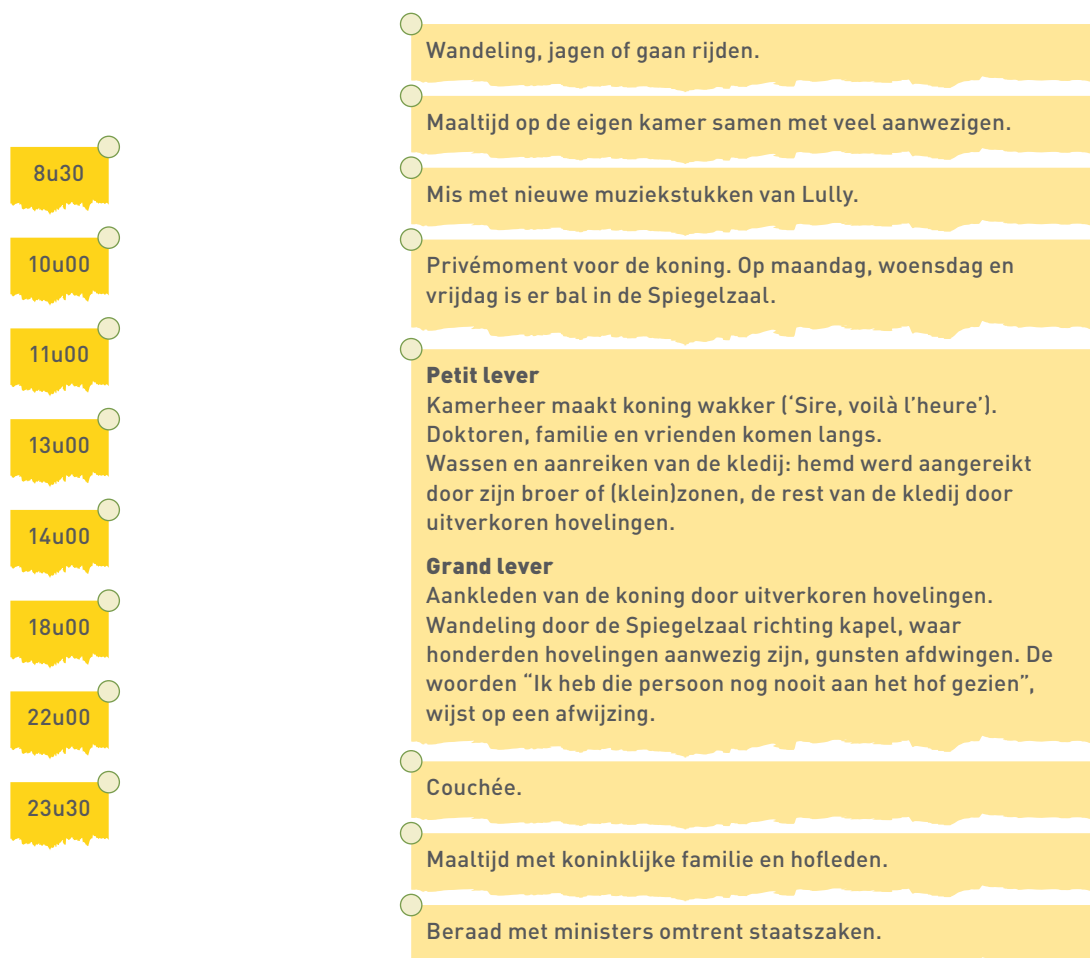 8u30
10u00
11u00
13u00
14u00
18u00
22u00
23u30
Wandeling, jagen of gaan rijden.
Maaltijd op de eigen kamer samen met veel aanwezigen.
Mis met nieuwe muziekstukken van Lully.
Privémoment voor de koning. Op maandag, woensdag en
vrijdag is er bal in de Spiegelzaal.
Petit lever
Kamerheer maakt koning wakker (‘Sire, voilà l’heure’).
Doktoren, familie en vrienden komen langs.
Wassen en aanreiken van de kledij: hemd werd aangereikt
door zijn broer of (klein)zonen, de rest van de kledij door
uitverkoren hovelingen.
Grand lever
Aankleden van de koning door uitverkoren hovelingen.
Wandeling door de Spiegelzaal richting kapel, waar
honderden hovelingen aanwezig zijn, gunsten afdwingen. De
woorden “Ik heb die persoon nog nooit aan het hof gezien”,
wijst op een afwijzing.
Couchée.
Maaltijd met koninklijke familie en hofleden.
Beraad met ministers omtrent staatszaken.